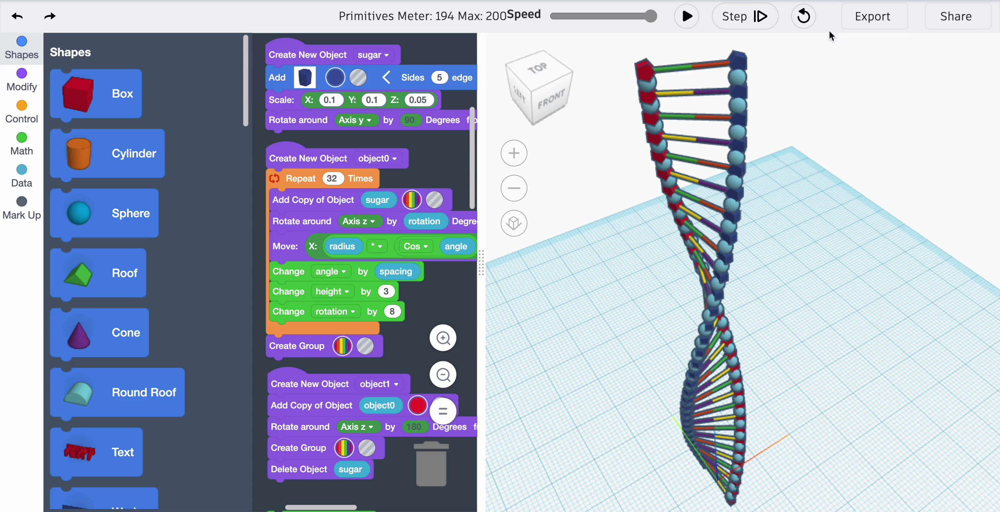 Primitives Meter: 194 Max: 200 Speed Step Export Share
Shapes
Modify
Control
Math
Data
Mark Up
Shapes
Box
Cylinder
Sphere
Roof
Cone
Round Roof
TEXT Text
Create New Object sugar
Add Sides 5 edge
Scale: X: 0.1 Y: 0.1 Z: 0.05
Rotate around Axis y by 90 Degrees
Create New Object object0
Repeat 32 Times
Add Copy of Object sugar
Rotate around Axis z by rotation Degre
Move: X: radius * Cos angle
Change angle by spacing
Change height by 3
Change rotation by 8
Create Group
Create New Object object1
Add Copy of Object object0
=
Rotate around Axis z by 180 Degrees
Create Group
Delete Object sugar
TOP
LEFT FRONT